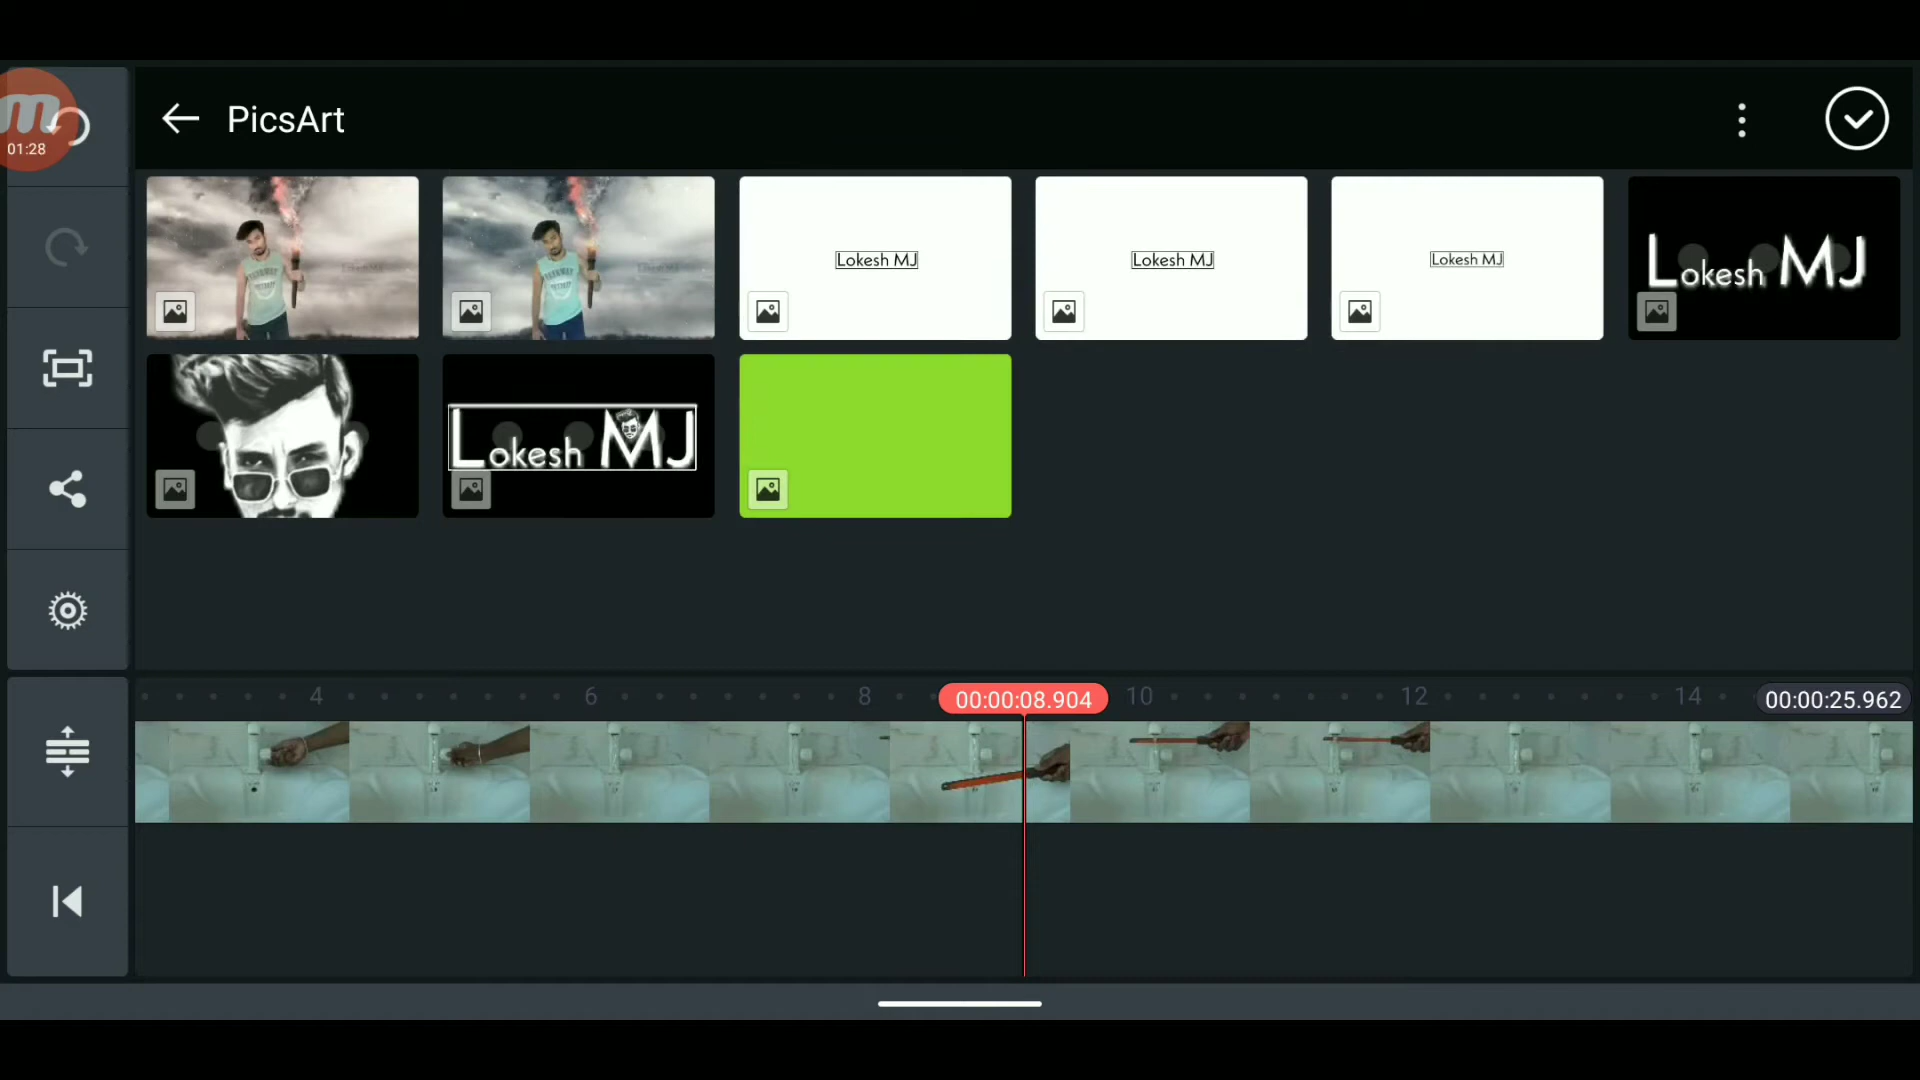 m
01:28
PicsArt
Lokesh MJ
Lokesh MJ
Lokesh MJ
Lokesh MJ
Lokesh MJ
4
6
8
00:00:08.904
10
12
14
00:00:25.962